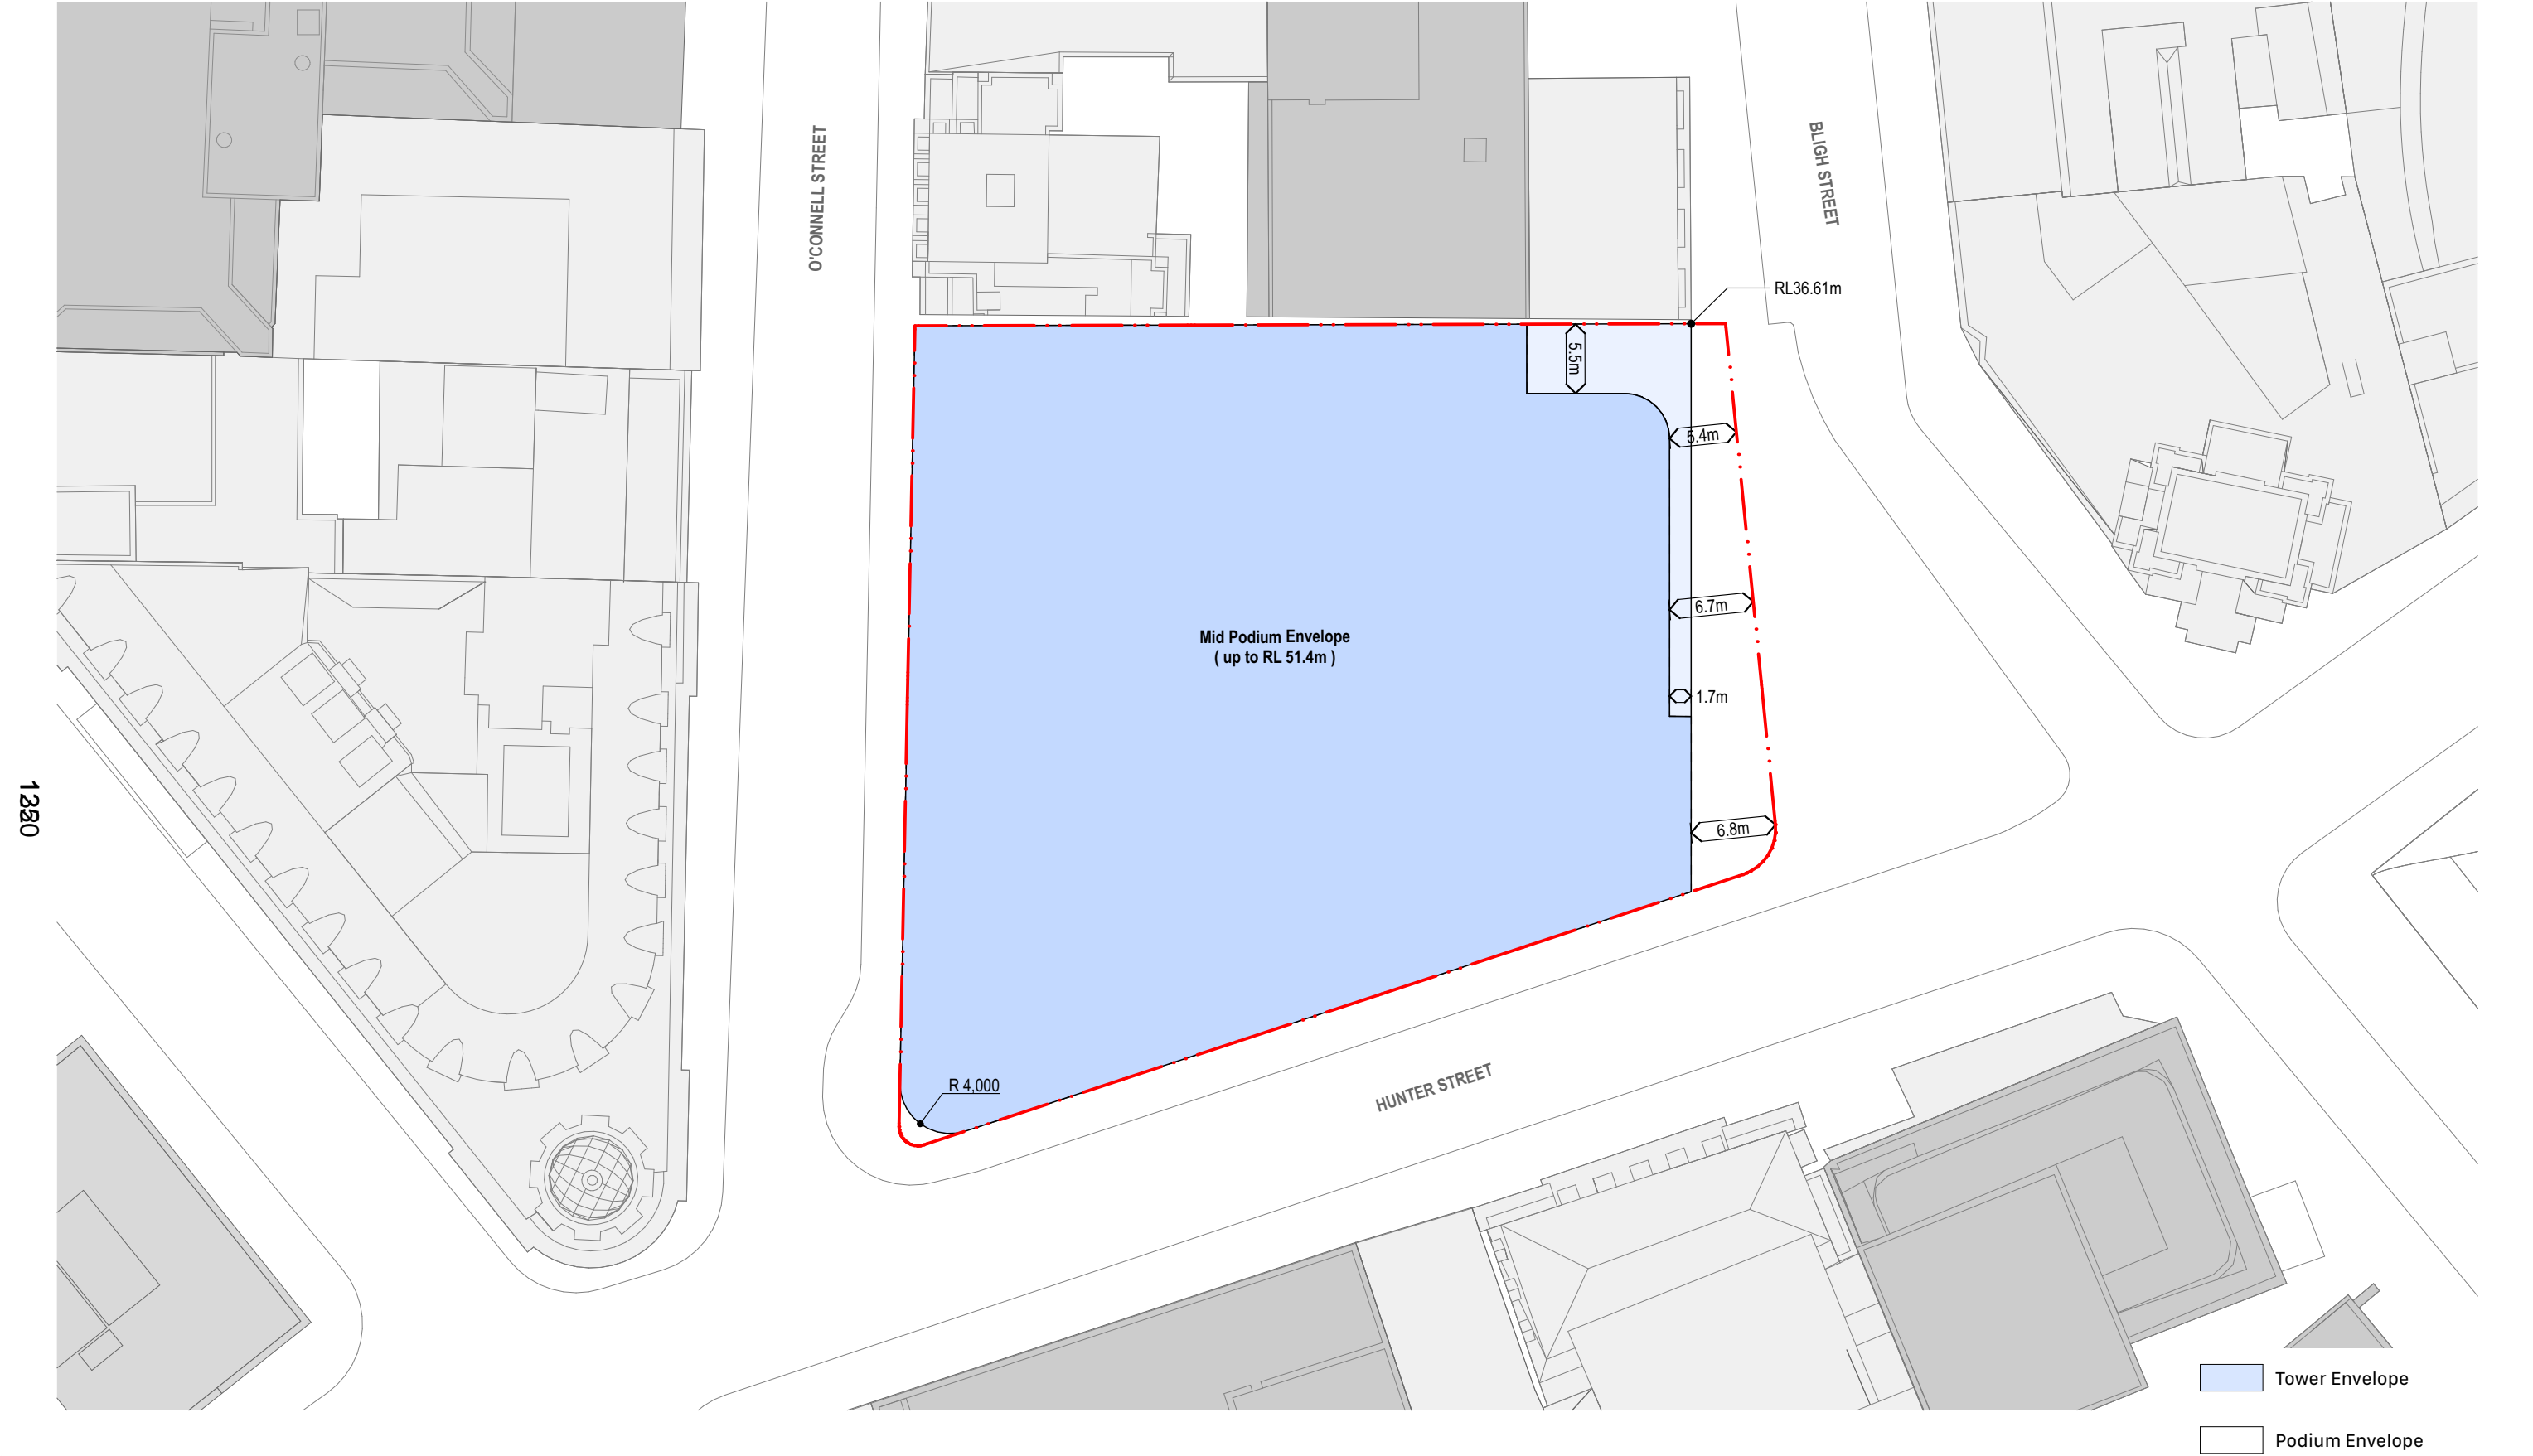 O'CONNELL STREET
BLIGH STREET
RL36.61m
5.5m
5.4m
6.7m
Mid Podium Envelope
( up to RL 51.4m )
1.7m
6.8m
R 4,000
HUNTER STREET
Tower Envelope
Podium Envelope